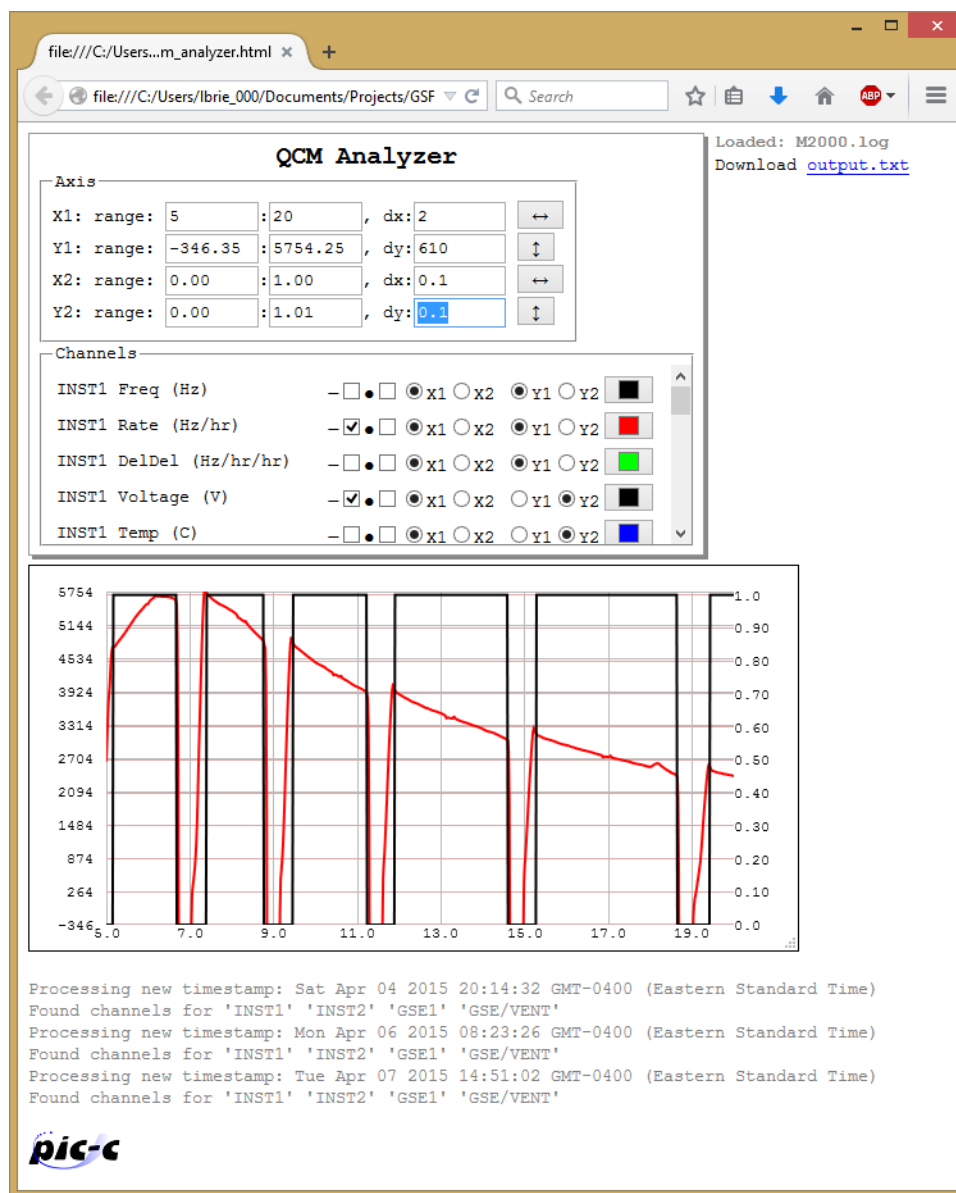 file:///C:/Users...m_analyzer.html × +
file:///C:/Users/lbrie_000/Documents/Projects/GSF Search ABP
Loaded: M2000.log
Download output.txt
QCM Analyzer
Axis
X1: range: 5 :20 , dx: 2 ↔
Y1: range: -346.35 :5754.25 , dy: 610 ↕
X2: range: 0.00 :1.00 , dx: 0.1 ↔
Y2: range: 0.00 :1.01 , dy: 0.1 ↕
Channels
INST1 Freq (Hz) – ● X1 X2 Y1 Y2
INST1 Rate (Hz/hr) – ● X1 X2 Y1 Y2
INST1 DelDel (Hz/hr/hr) – ● X1 X2 Y1 Y2
INST1 Voltage (V) – ● X1 X2 Y1 Y2
INST1 Temp (C) – ● X1 X2 Y1 Y2
5754 1.0
5144 0.90
4534 0.80
3924 0.70
3314 0.60
2704 0.50
2094 0.40
1484 0.30
874 0.20
264 0.10
-346 0.0
5.0 7.0 9.0 11.0 13.0 15.0 17.0 19.0
Processing new timestamp: Sat Apr 04 2015 20:14:32 GMT-0400 (Eastern Standard Time)
Found channels for 'INST1' 'INST2' 'GSE1' 'GSE/VENT'
Processing new timestamp: Mon Apr 06 2015 08:23:26 GMT-0400 (Eastern Standard Time)
Found channels for 'INST1' 'INST2' 'GSE1' 'GSE/VENT'
Processing new timestamp: Tue Apr 07 2015 14:51:02 GMT-0400 (Eastern Standard Time)
Found channels for 'INST1' 'INST2' 'GSE1' 'GSE/VENT'
pic-c